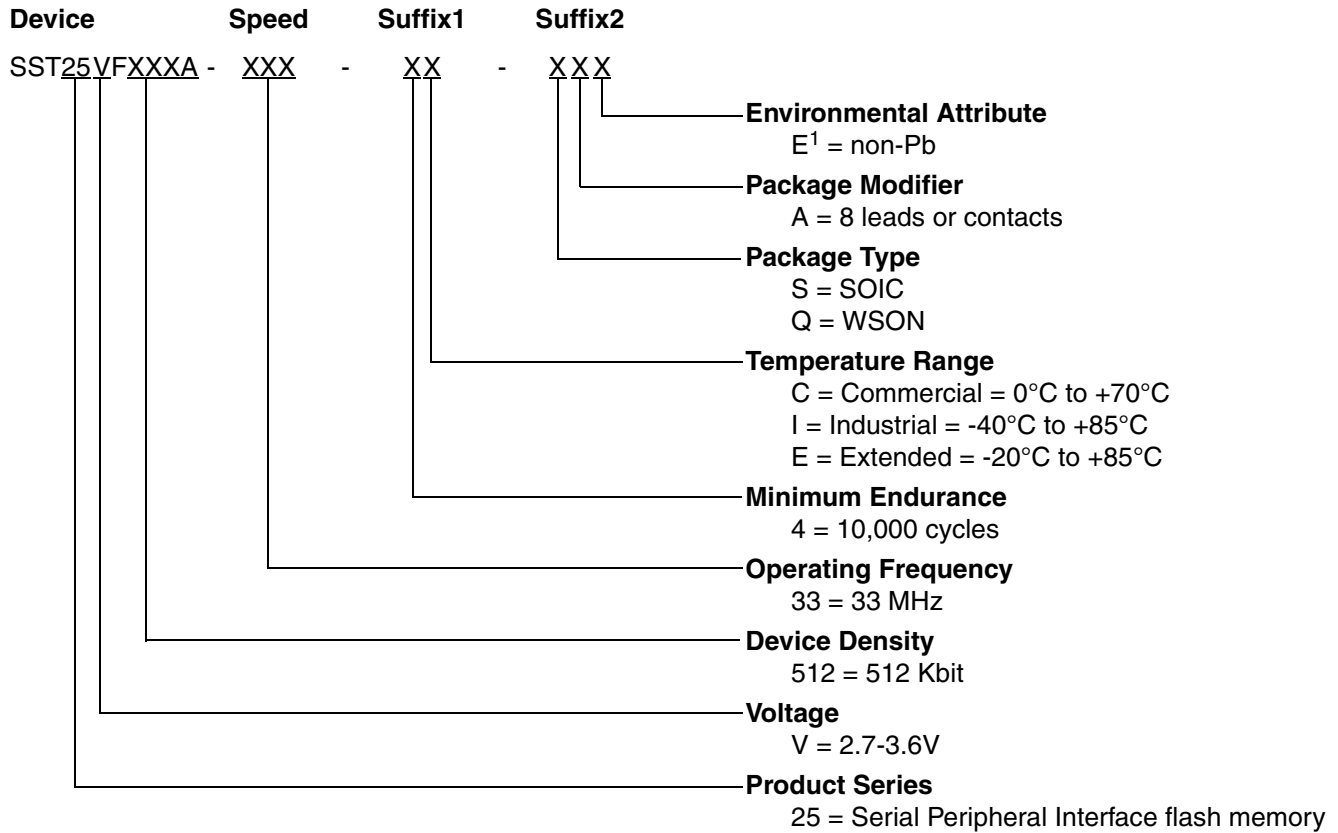 Device Speed Suffix1 Suffix2
SST25VFXXXA - XXX - XX - XXX
Environmental Attribute
E1 = non-Pb
Package Modifier
A = 8 leads or contacts
Package Type
S = SOIC
Q = WSON
Temperature Range
C = Commercial = 0°C to +70°C
I = Industrial = -40°C to +85°C
E = Extended = -20°C to +85°C
Minimum Endurance
4 = 10,000 cycles
Operating Frequency
33 = 33 MHz
Device Density
512 = 512 Kbit
Voltage
V = 2.7-3.6V
Product Series
25 = Serial Peripheral Interface flash memory